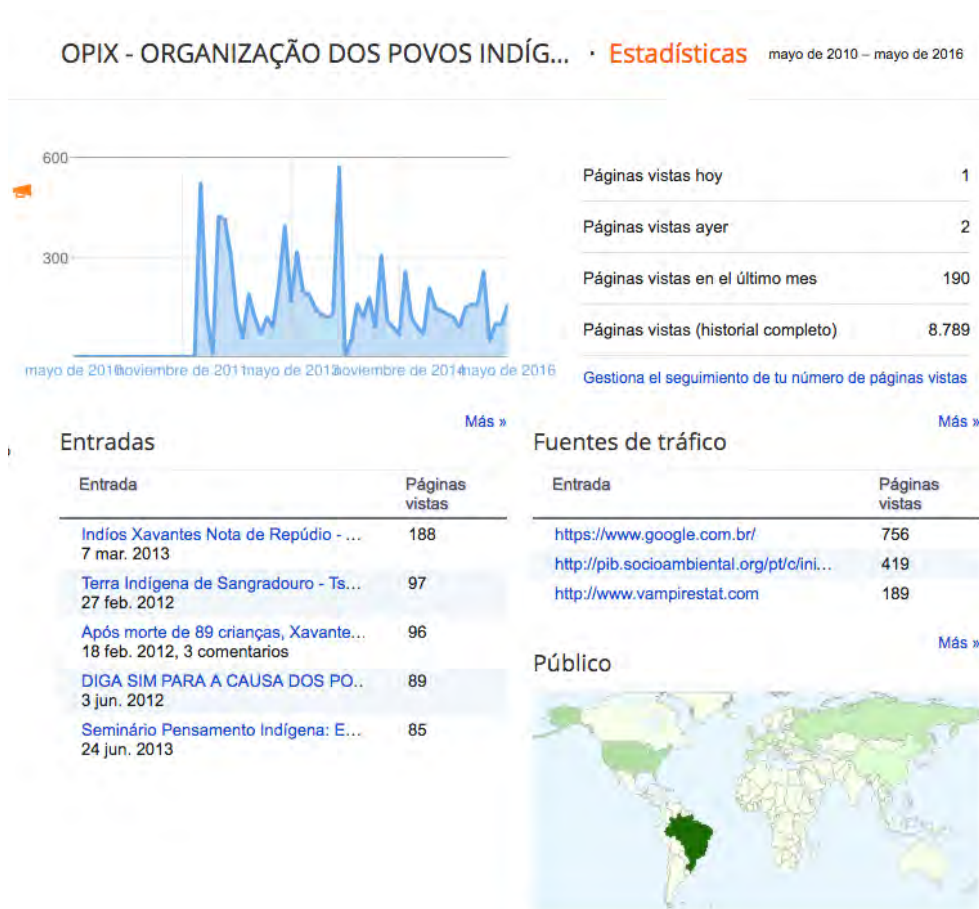 OPIX - ORGANIZAÇÃO DOS POVOS INDÍG... · Estadísticas mayo de 2010 – mayo de 2016
600
300
mayo de 2010 noviembre de 2011 mayo de 2013 noviembre de 2014 mayo de 2016
Páginas vistas hoy 1
Páginas vistas ayer 2
Páginas vistas en el último mes 190
Páginas vistas (historial completo) 8.789
Gestiona el seguimiento de tu número de páginas vistas
Más »
Entradas
Entrada Páginas
vistas
Indíos Xavantes Nota de Repúdio - ... 188
7 mar. 2013
Terra Indígena de Sangradouro - Ts... 97
27 feb. 2012
Após morte de 89 crianças, Xavante... 96
18 feb. 2012, 3 comentarios
DIGA SIM PARA A CAUSA DOS PO.. 89
3 jun. 2012
Seminário Pensamento Indígena: E... 85
24 jun. 2013
Más »
Fuentes de tráfico
Entrada Páginas
vistas
https://www.google.com.br/ 756
http://pib.socioambiental.org/pt/c/ini... 419
http://www.vampirestat.com 189
Más »
Público